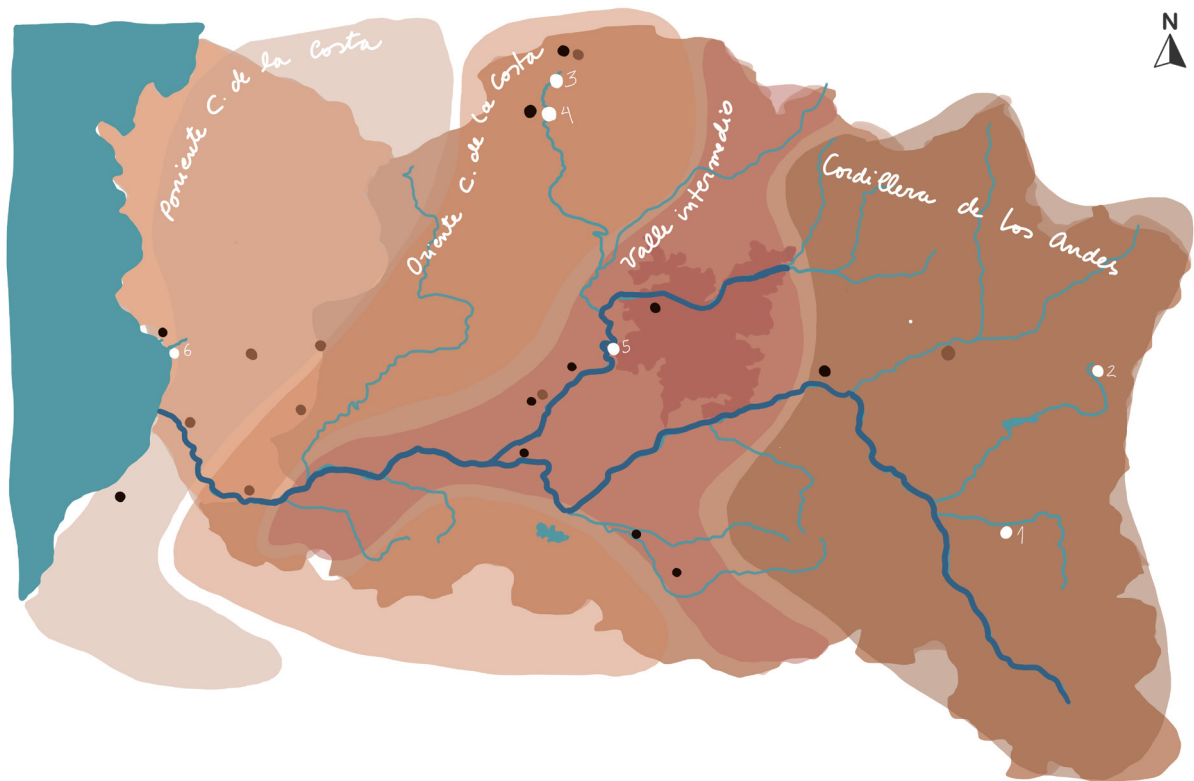 N
Poniente C. de la Costa
Oriente C. de La Costa
Valle intermedio
Cordillera de Los Andes
3
4
5
6
2
1